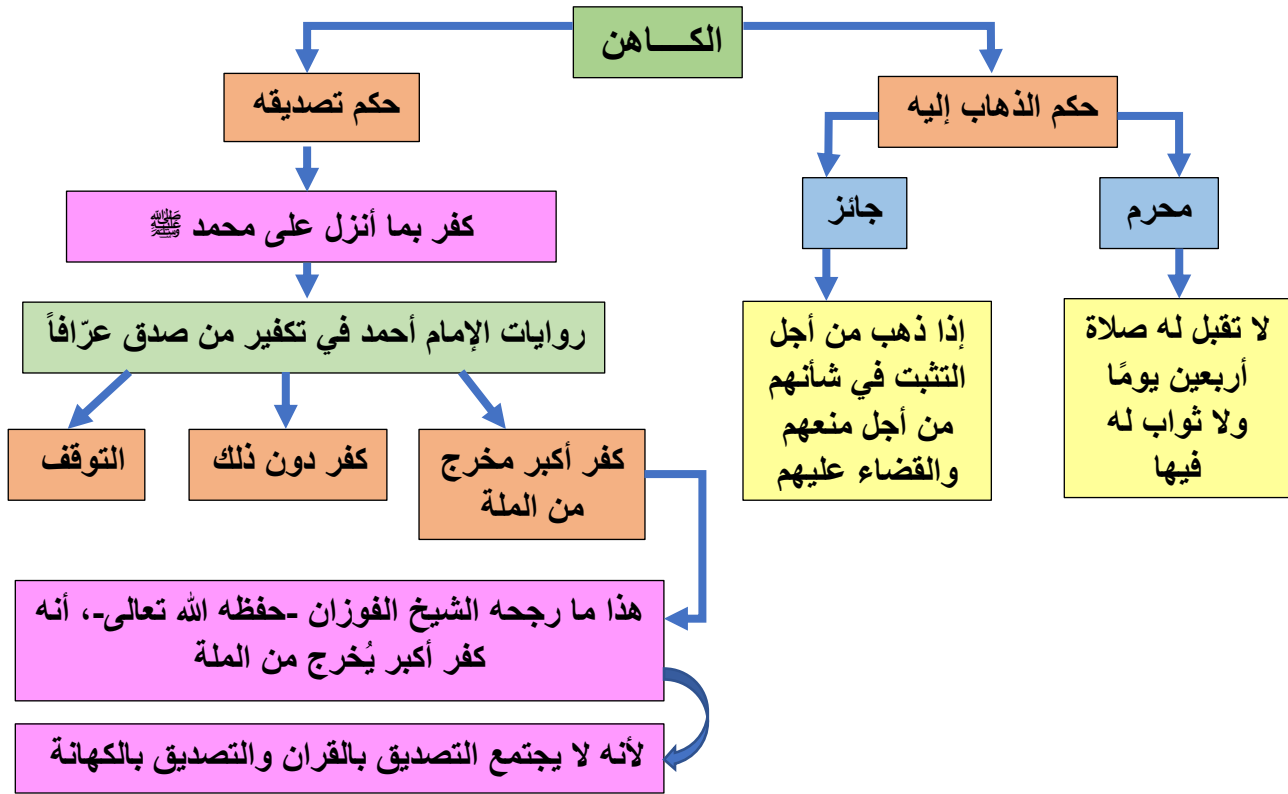 الكـــاهن
حكم الذهاب إليه
حكم تصديقه
محرم
جائز
لا تقبل له صلاة
أربعين يومًا
ولا ثواب له
فيها
إذا ذهب من أجل
التثبت في شأنهم
من أجل منعهم
والقضاء عليهم
كفر بما أنزل على محمد ﷺ
روايات الإمام أحمد في تكفير من صدق عرّافاً
كفر أكبر مخرج
من الملة
كفر دون ذلك
التوقف
هذا ما رجحه الشيخ الفوزان -حفظه الله تعالى-، أنه
كفر أكبر يُخرج من الملة
لأنه لا يجتمع التصديق بالقران والتصديق بالكهانة